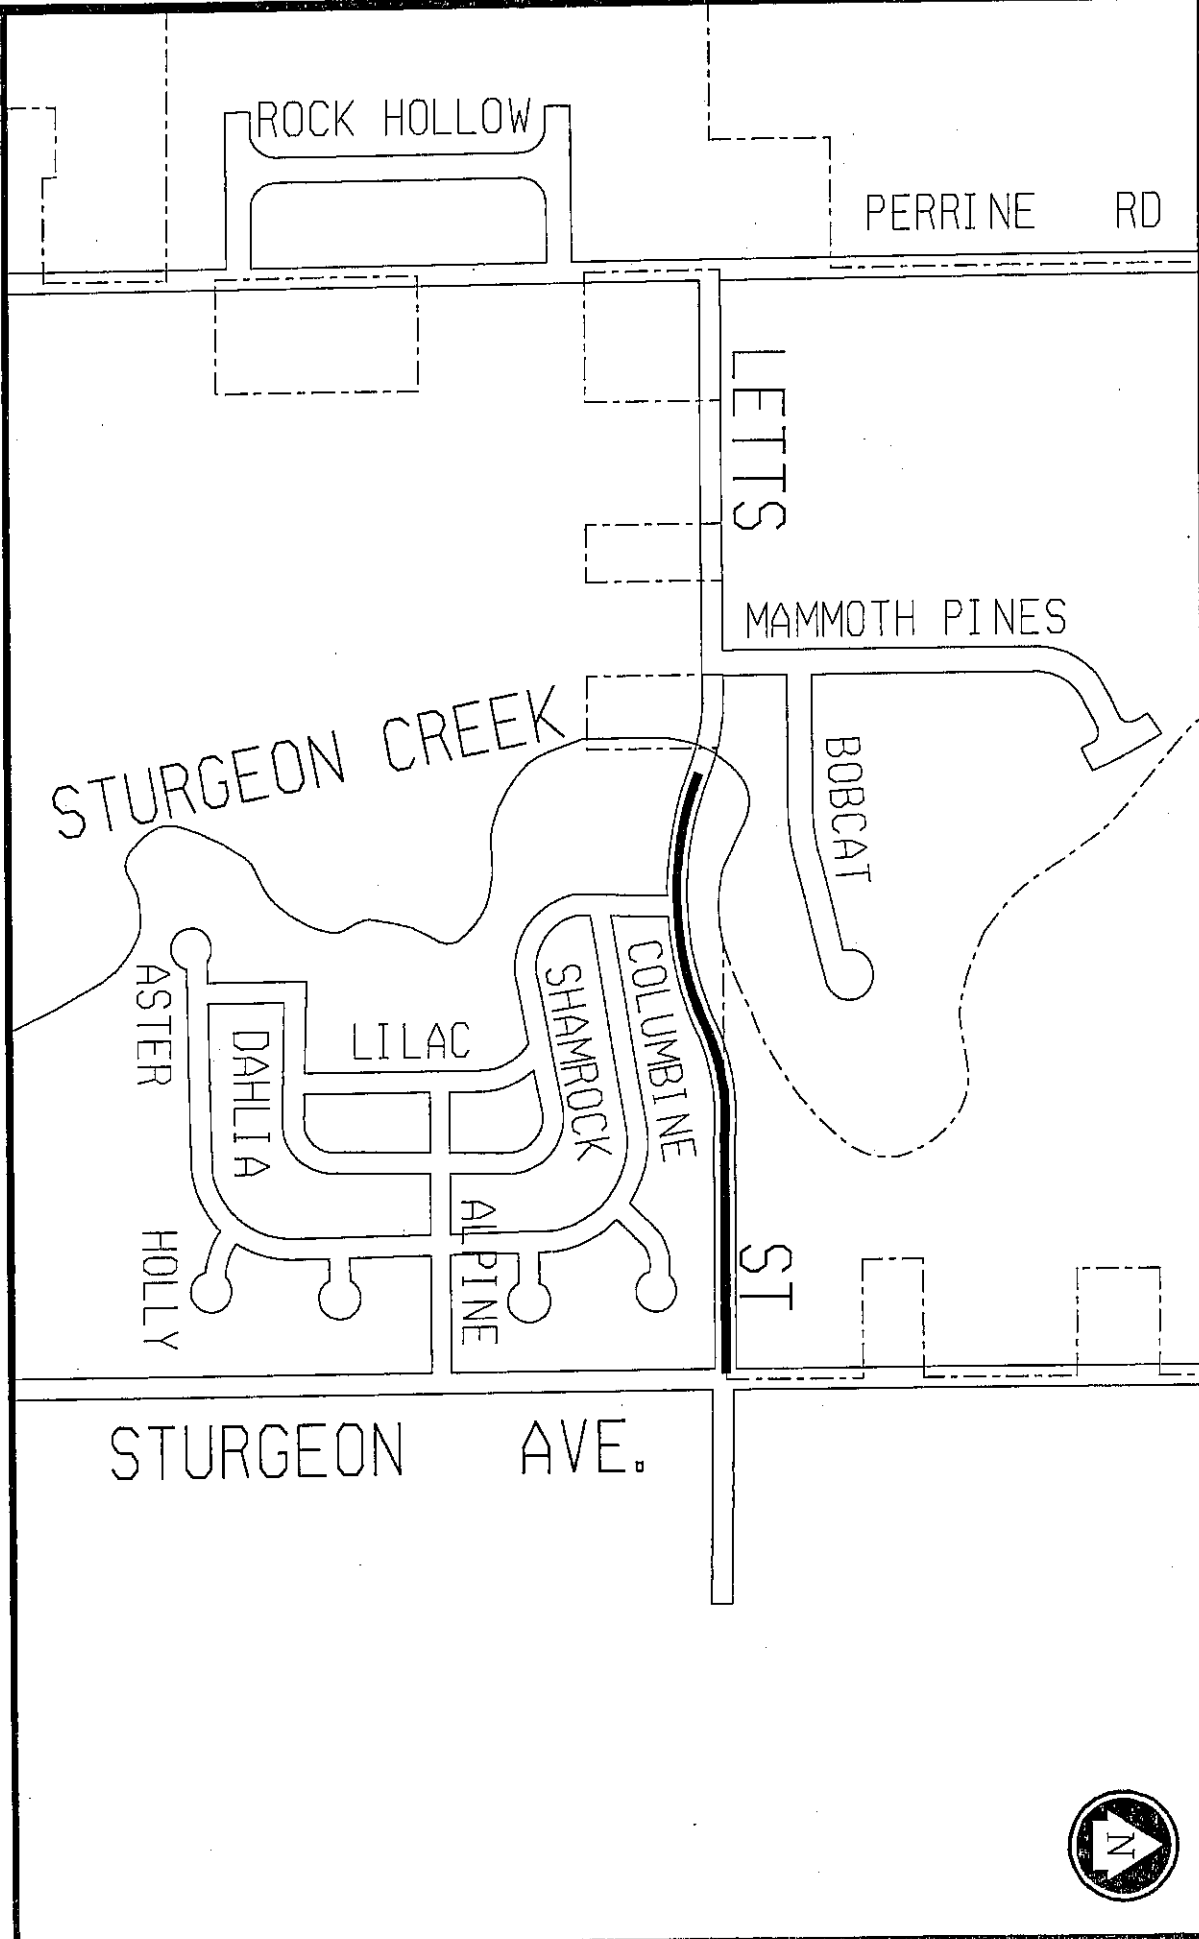 ROCK HOLLOW
PERRINE RD
LETTS
MAMMOTH PINES
STURGEON CREEK
BOBCAT
COLUMBINE
SHAMROCK
ASTER
DAHLIA
LILAC
ALPINE
HOLLY
ST
STURGEON AVE.
N